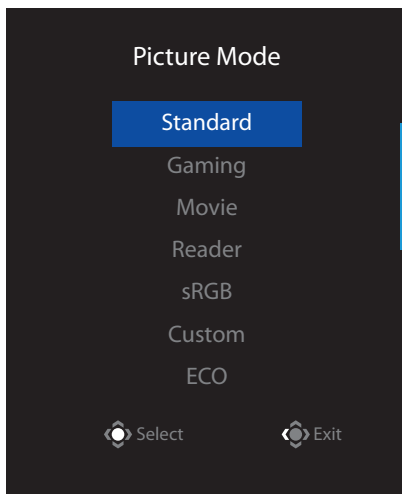 Picture Mode
Standard
Gaming
Movie
Reader
sRGB
Custom
ECO
Select Exit